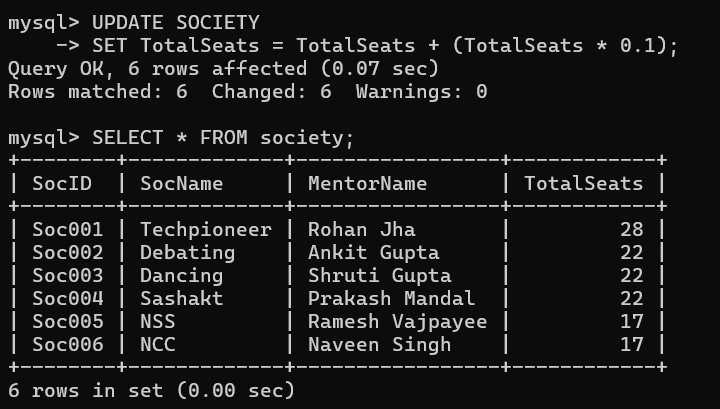 mysql> UPDATE SOCIETY
    -> SET TotalSeats = TotalSeats + (TotalSeats * 0.1);
Query OK, 6 rows affected (0.07 sec)
Rows matched: 6  Changed: 6  Warnings: 0

mysql> SELECT * FROM society;
+--------+-------------+-----------------+------------+
| SocID  | SocName     | MentorName      | TotalSeats |
+--------+-------------+-----------------+------------+
| Soc001 | Techpioneer | Rohan Jha       |         28 |
| Soc002 | Debating    | Ankit Gupta     |         22 |
| Soc003 | Dancing     | Shruti Gupta    |         22 |
| Soc004 | Sashakt     | Prakash Mandal  |         22 |
| Soc005 | NSS         | Ramesh Vajpayee |         17 |
| Soc006 | NCC         | Naveen Singh    |         17 |
+--------+-------------+-----------------+------------+
6 rows in set (0.00 sec)